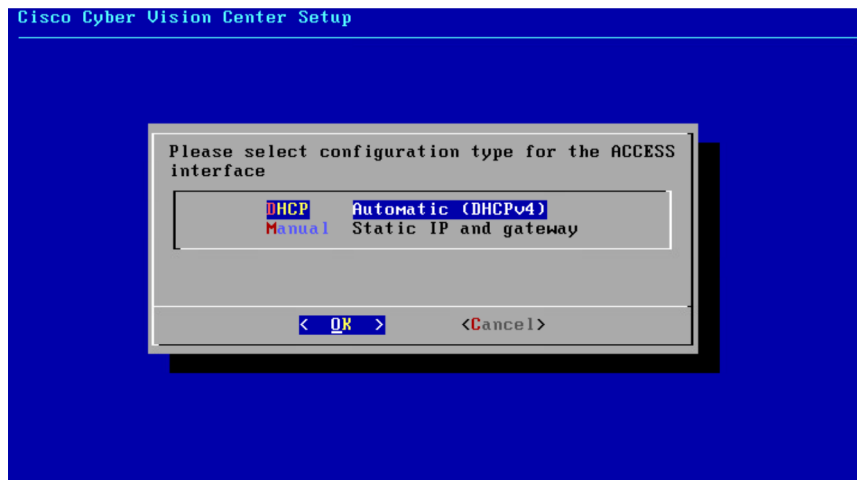 Cisco Cyber Vision Center Setup
Please select configuration type for the ACCESS
interface
DHCP Automatic (DHCPv4)
Manual Static IP and gateway
< OK > <Cancel>